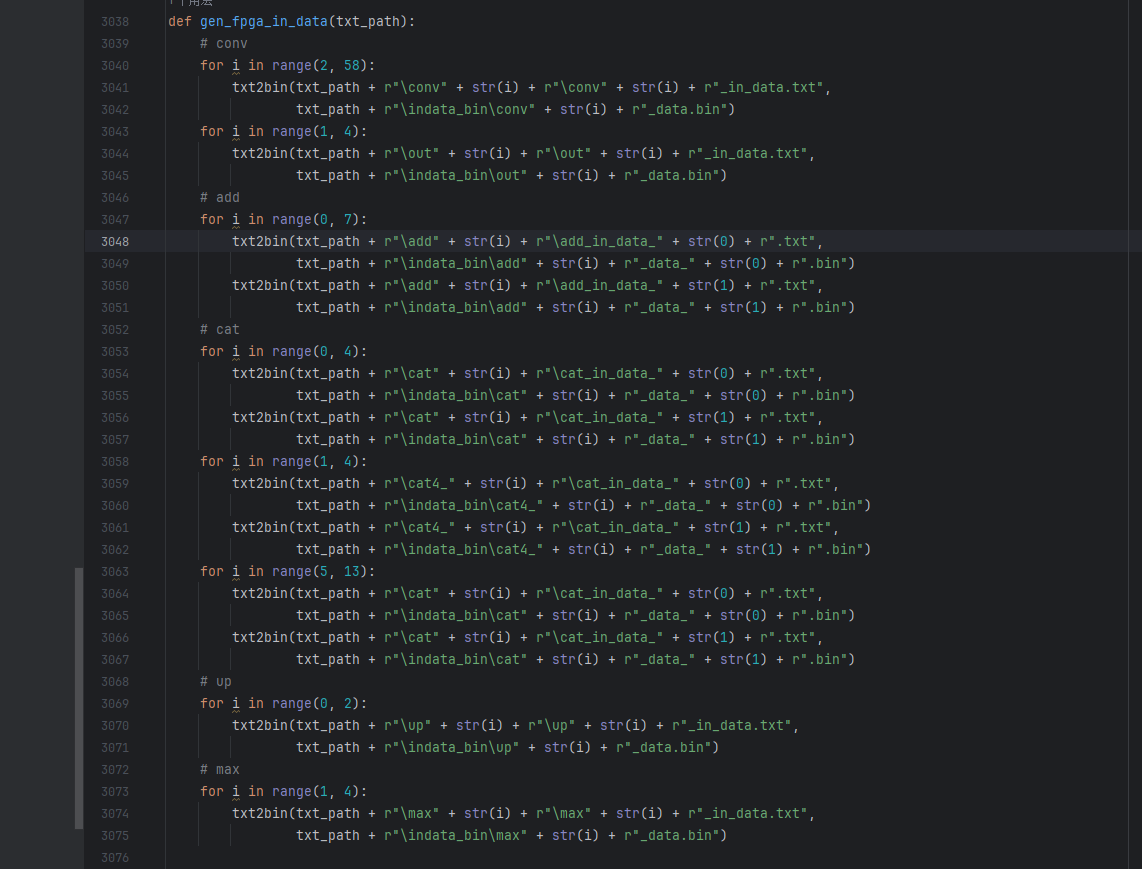 3038 def gen_fpga_in_data(txt_path):
3039     # conv
3040     for i in range(2, 58):
3041         txt2bin(txt_path + r"\conv" + str(i) + r"\conv" + str(i) + r"_in_data.txt",
3042                 txt_path + r"\indata_bin\conv" + str(i) + r"_data.bin")
3043     for i in range(1, 4):
3044         txt2bin(txt_path + r"\out" + str(i) + r"\out" + str(i) + r"_in_data.txt",
3045                 txt_path + r"\indata_bin\out" + str(i) + r"_data.bin")
3046     # add
3047     for i in range(0, 7):
3048         txt2bin(txt_path + r"\add" + str(i) + r"\add_in_data_" + str(0) + r".txt",
3049                 txt_path + r"\indata_bin\add" + str(i) + r"_data_" + str(0) + r".bin")
3050         txt2bin(txt_path + r"\add" + str(i) + r"\add_in_data_" + str(1) + r".txt",
3051                 txt_path + r"\indata_bin\add" + str(i) + r"_data_" + str(1) + r".bin")
3052     # cat
3053     for i in range(0, 4):
3054         txt2bin(txt_path + r"\cat" + str(i) + r"\cat_in_data_" + str(0) + r".txt",
3055                 txt_path + r"\indata_bin\cat" + str(i) + r"_data_" + str(0) + r".bin")
3056         txt2bin(txt_path + r"\cat" + str(i) + r"\cat_in_data_" + str(1) + r".txt",
3057                 txt_path + r"\indata_bin\cat" + str(i) + r"_data_" + str(1) + r".bin")
3058     for i in range(1, 4):
3059         txt2bin(txt_path + r"\cat4_" + str(i) + r"\cat_in_data_" + str(0) + r".txt",
3060                 txt_path + r"\indata_bin\cat4_" + str(i) + r"_data_" + str(0) + r".bin")
3061         txt2bin(txt_path + r"\cat4_" + str(i) + r"\cat_in_data_" + str(1) + r".txt",
3062                 txt_path + r"\indata_bin\cat4_" + str(i) + r"_data_" + str(1) + r".bin")
3063     for i in range(5, 13):
3064         txt2bin(txt_path + r"\cat" + str(i) + r"\cat_in_data_" + str(0) + r".txt",
3065                 txt_path + r"\indata_bin\cat" + str(i) + r"_data_" + str(0) + r".bin")
3066         txt2bin(txt_path + r"\cat" + str(i) + r"\cat_in_data_" + str(1) + r".txt",
3067                 txt_path + r"\indata_bin\cat" + str(i) + r"_data_" + str(1) + r".bin")
3068     # up
3069     for i in range(0, 2):
3070         txt2bin(txt_path + r"\up" + str(i) + r"\up" + str(i) + r"_in_data.txt",
3071                 txt_path + r"\indata_bin\up" + str(i) + r"_data.bin")
3072     # max
3073     for i in range(1, 4):
3074         txt2bin(txt_path + r"\max" + str(i) + r"\max" + str(i) + r"_in_data.txt",
3075                 txt_path + r"\indata_bin\max" + str(i) + r"_data.bin")
3076